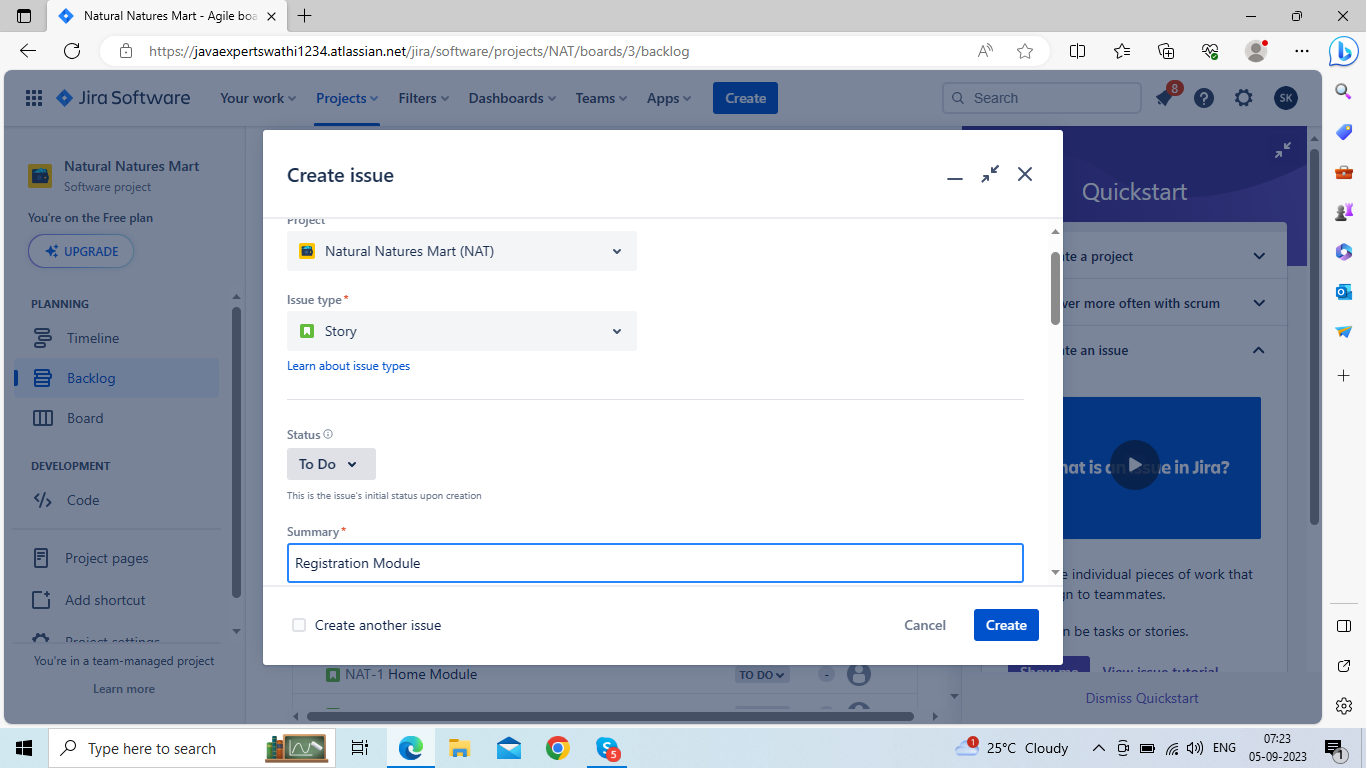 Natural Natures Mart - Agile boa
https://javaexpertswathi1234.atlassian.net/jira/software/projects/NAT/boards/3/backlog
Jira Software
Your work
Projects
Filters
Dashboards
Teams
Apps
Create
Search
8
SK
Natural Natures Mart
Software project
You're on the Free plan
UPGRADE
PLANNING
Timeline
Backlog
Board
DEVELOPMENT
Code
Project pages
Add shortcut
Project settings
You're in a team-managed project
Learn more
Create issue
Project
Natural Natures Mart (NAT)
Issue type*
Story
Learn about issue types
Status
To Do
This is the issue's initial status upon creation
Summary*
Registration Module
Create another issue
Cancel
Create
NAT-1 Home Module
TO DO
-
Quickstart
te a project
ver more often with scrum
te an issue
hat is an issue in Jira?
e individual pieces of work that
gn to teammates.
n be tasks or stories.
Show me
View issue tutorial
Dismiss Quickstart
Type here to search
5
1
25°C Cloudy
ENG
07:23
05-09-2023
1